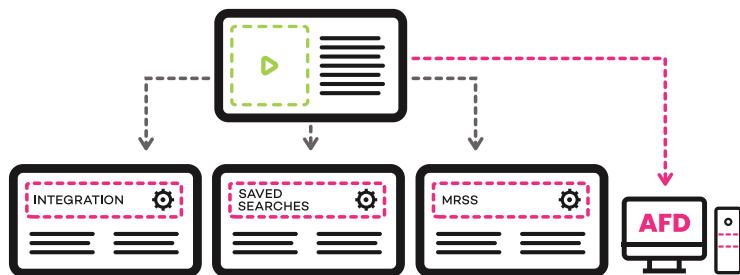 INTEGRATION
SAVED
SEARCHES
MRSS
AFD